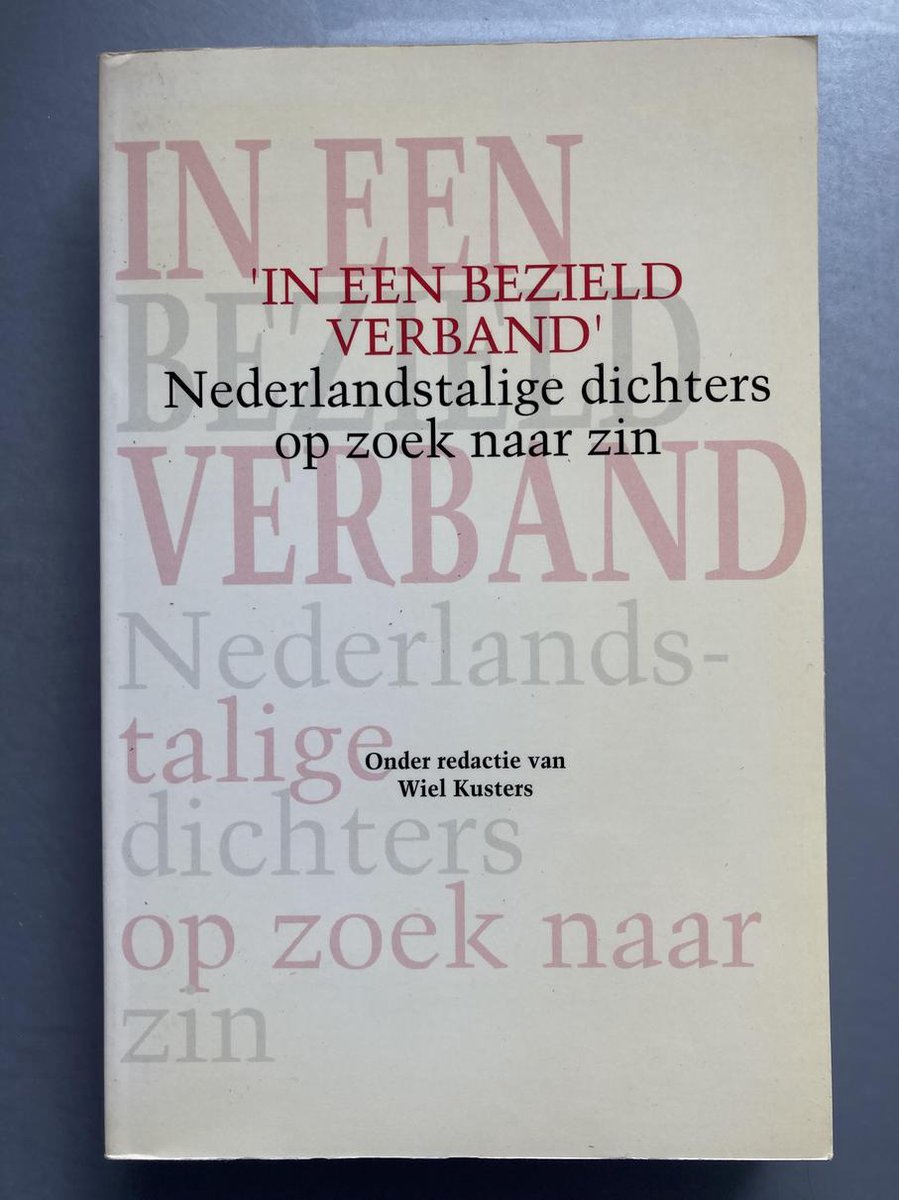 IN EEN
BEZIELD
VERBAND
Nederlands-
talige
dichters
op zoek naar
zin
'IN EEN BEZIELD
VERBAND'
Nederlandstalige dichters
op zoek naar zin
Onder redactie van
Wiel Kusters